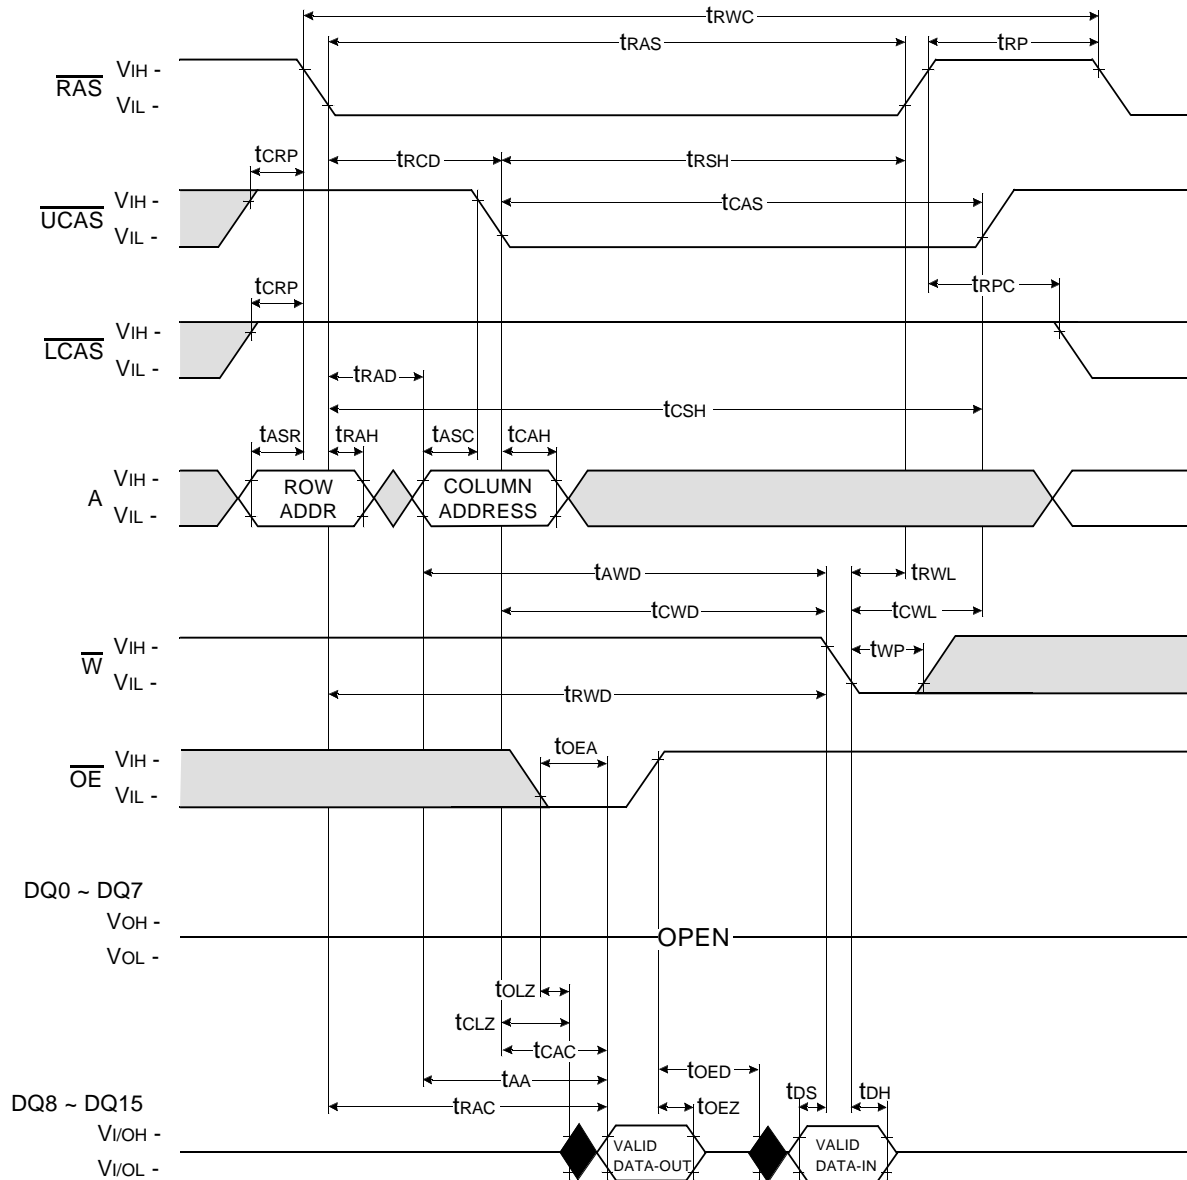 tRWC
tRAS
tRP
RAS
VIH -
VIL -
tCRP
tRCD
tRSH
UCAS
VIH -
VIL -
tCAS
tCRP
tRPC
LCAS
VIH -
VIL -
tRAD
tCSH
tASR
tRAH
tASC
tCAH
A
VIH -
VIL -
ROW
ADDR
COLUMN
ADDRESS
tAWD
tRWL
tCWD
tCWL
W
VIH -
VIL -
tWP
tRWD
OE
VIH -
VIL -
tOEA
DQ0 ~ DQ7
VOH -
VOL -
OPEN
tOLZ
tCLZ
tCAC
tAA
tOED
tRAC
tOEZ
tDS
tDH
DQ8 ~ DQ15
VI/OH -
VI/OL -
VALID
DATA-OUT
VALID
DATA-IN